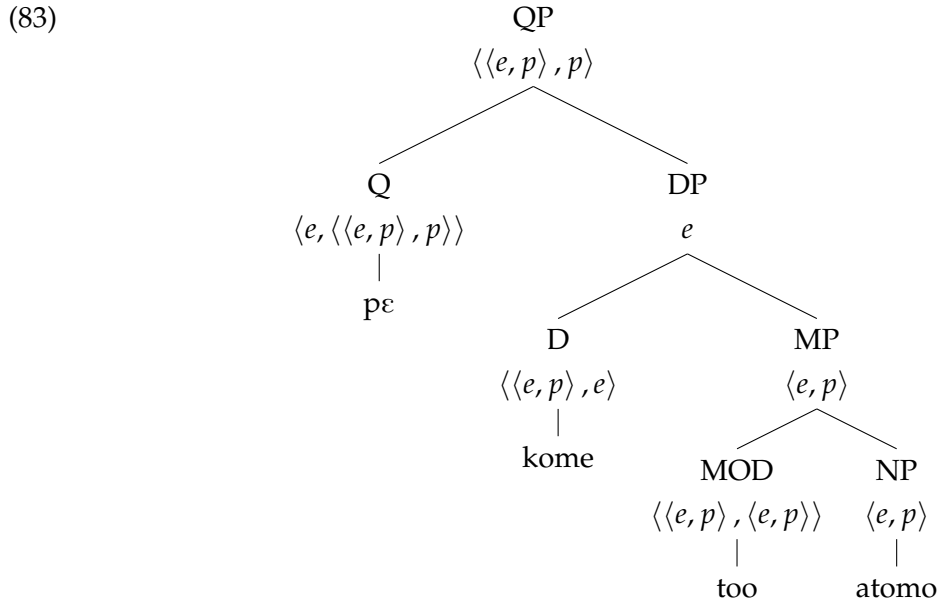 (83)
QP
⟨⟨e, p⟩ , p⟩
Q DP
⟨e, ⟨⟨e, p⟩ , p⟩⟩ e
pɛ
D MP
⟨⟨e, p⟩ , e⟩ ⟨e, p⟩
kome
MOD NP
⟨⟨e, p⟩ , ⟨e, p⟩⟩ ⟨e, p⟩
too atomo